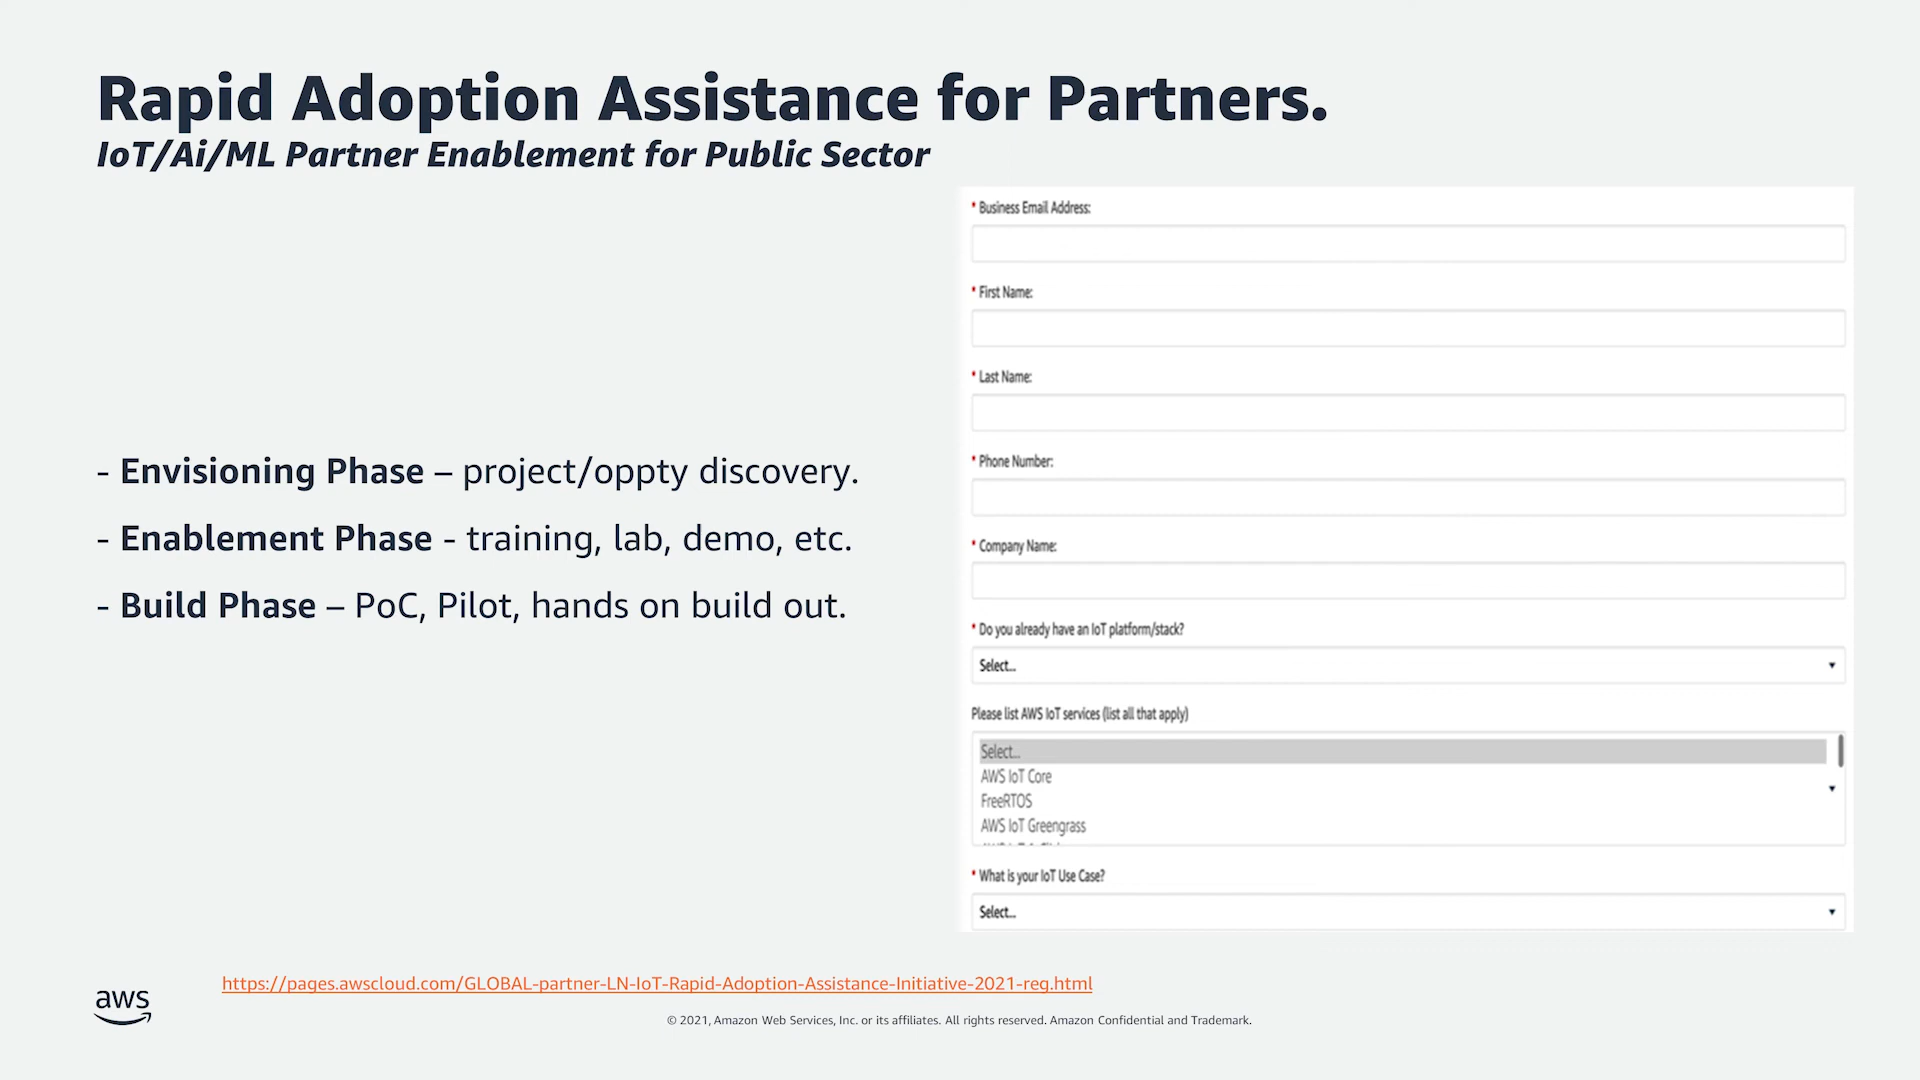 Rapid Adoption Assistance for Partners.
IoT/Ai/ML Partner Enablement for Public Sector
- Envisioning Phase – project/oppty discovery.
- Enablement Phase - training, lab, demo, etc.
- Build Phase – PoC, Pilot, hands on build out.
* Business Email Address:
* First Name:
* Last Name:
* Phone Number:
* Company Name:
* Do you already have an IoT platform/stack?
Select...
Please list AWS IoT services (list all that apply)
Select...
AWS IoT Core
FreeRTOS
AWS IoT Greengrass
* What is your IoT Use Case?
Select...
https://pages.awscloud.com/GLOBAL-partner-LN-IoT-Rapid-Adoption-Assistance-Initiative-2021-reg.html
aws
© 2021, Amazon Web Services, Inc. or its affiliates. All rights reserved. Amazon Confidential and Trademark.